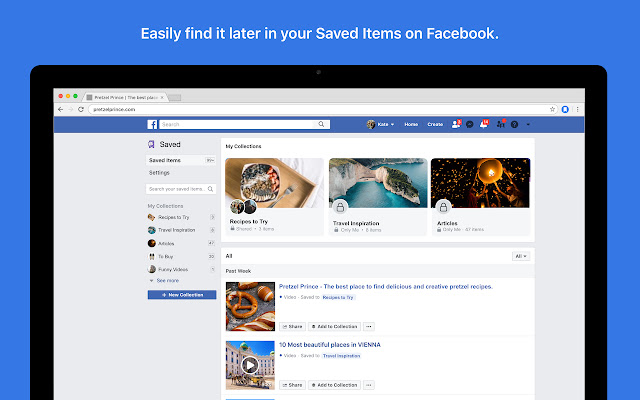 Easily find it later in your Saved Items on Facebook.
Pretzel Prince | The best place
pretzelprince.com
Search
Kate
Home
Create
Saved
Saved Items
99+
Settings
Search your saved items...
My Collections
Recipes to Try
Travel Inspiration
Articles
47
To Buy
Funny Videos
See more
+ New Collection
My Collections
Recipes to Try
Shared • 3 items
Travel Inspiration
Only Me • 8 items
Articles
Only Me • 47 items
All
All
Past Week
Pretzel Prince - The best place to find delicious and creative pretzel recipes.
Video · Saved to Recipes to Try
Share
Add to Collection
10 Most beautiful places in VIENNA
Video · Saved to Travel Inspiration
Share
Add to Collection